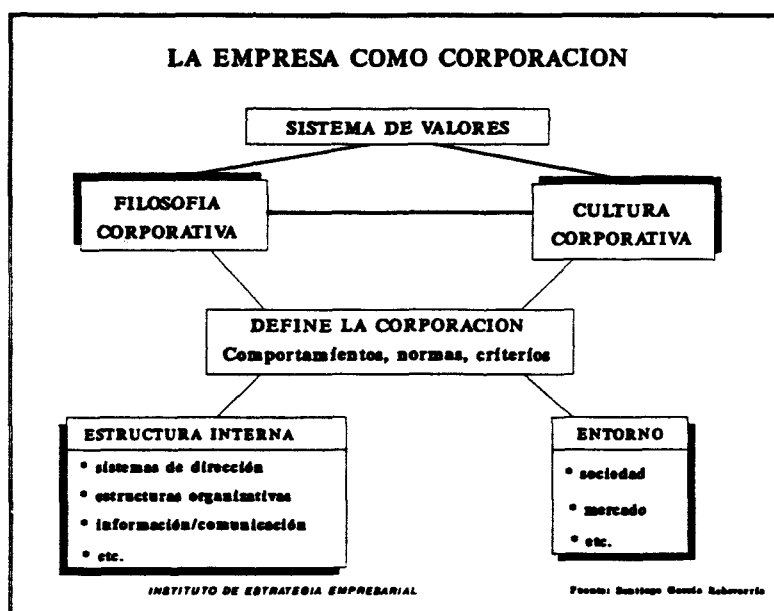 LA EMPRESA COMO CORPORACION
SISTEMA DE VALORES
FILOSOFIA
CORPORATIVA
CULTURA
CORPORATIVA
DEFINE LA CORPORACION
Comportamientos, normas, criterios
ESTRUCTURA INTERNA
* sistemas de dirección
* estructuras organizativas
* información/comunicación
* etc.
ENTORNO
* sociedad
* mercado
* etc.
INSTITUTO DE ESTRATEGIA EMPRESARIAL
Fuente: Santiago García Echevarría